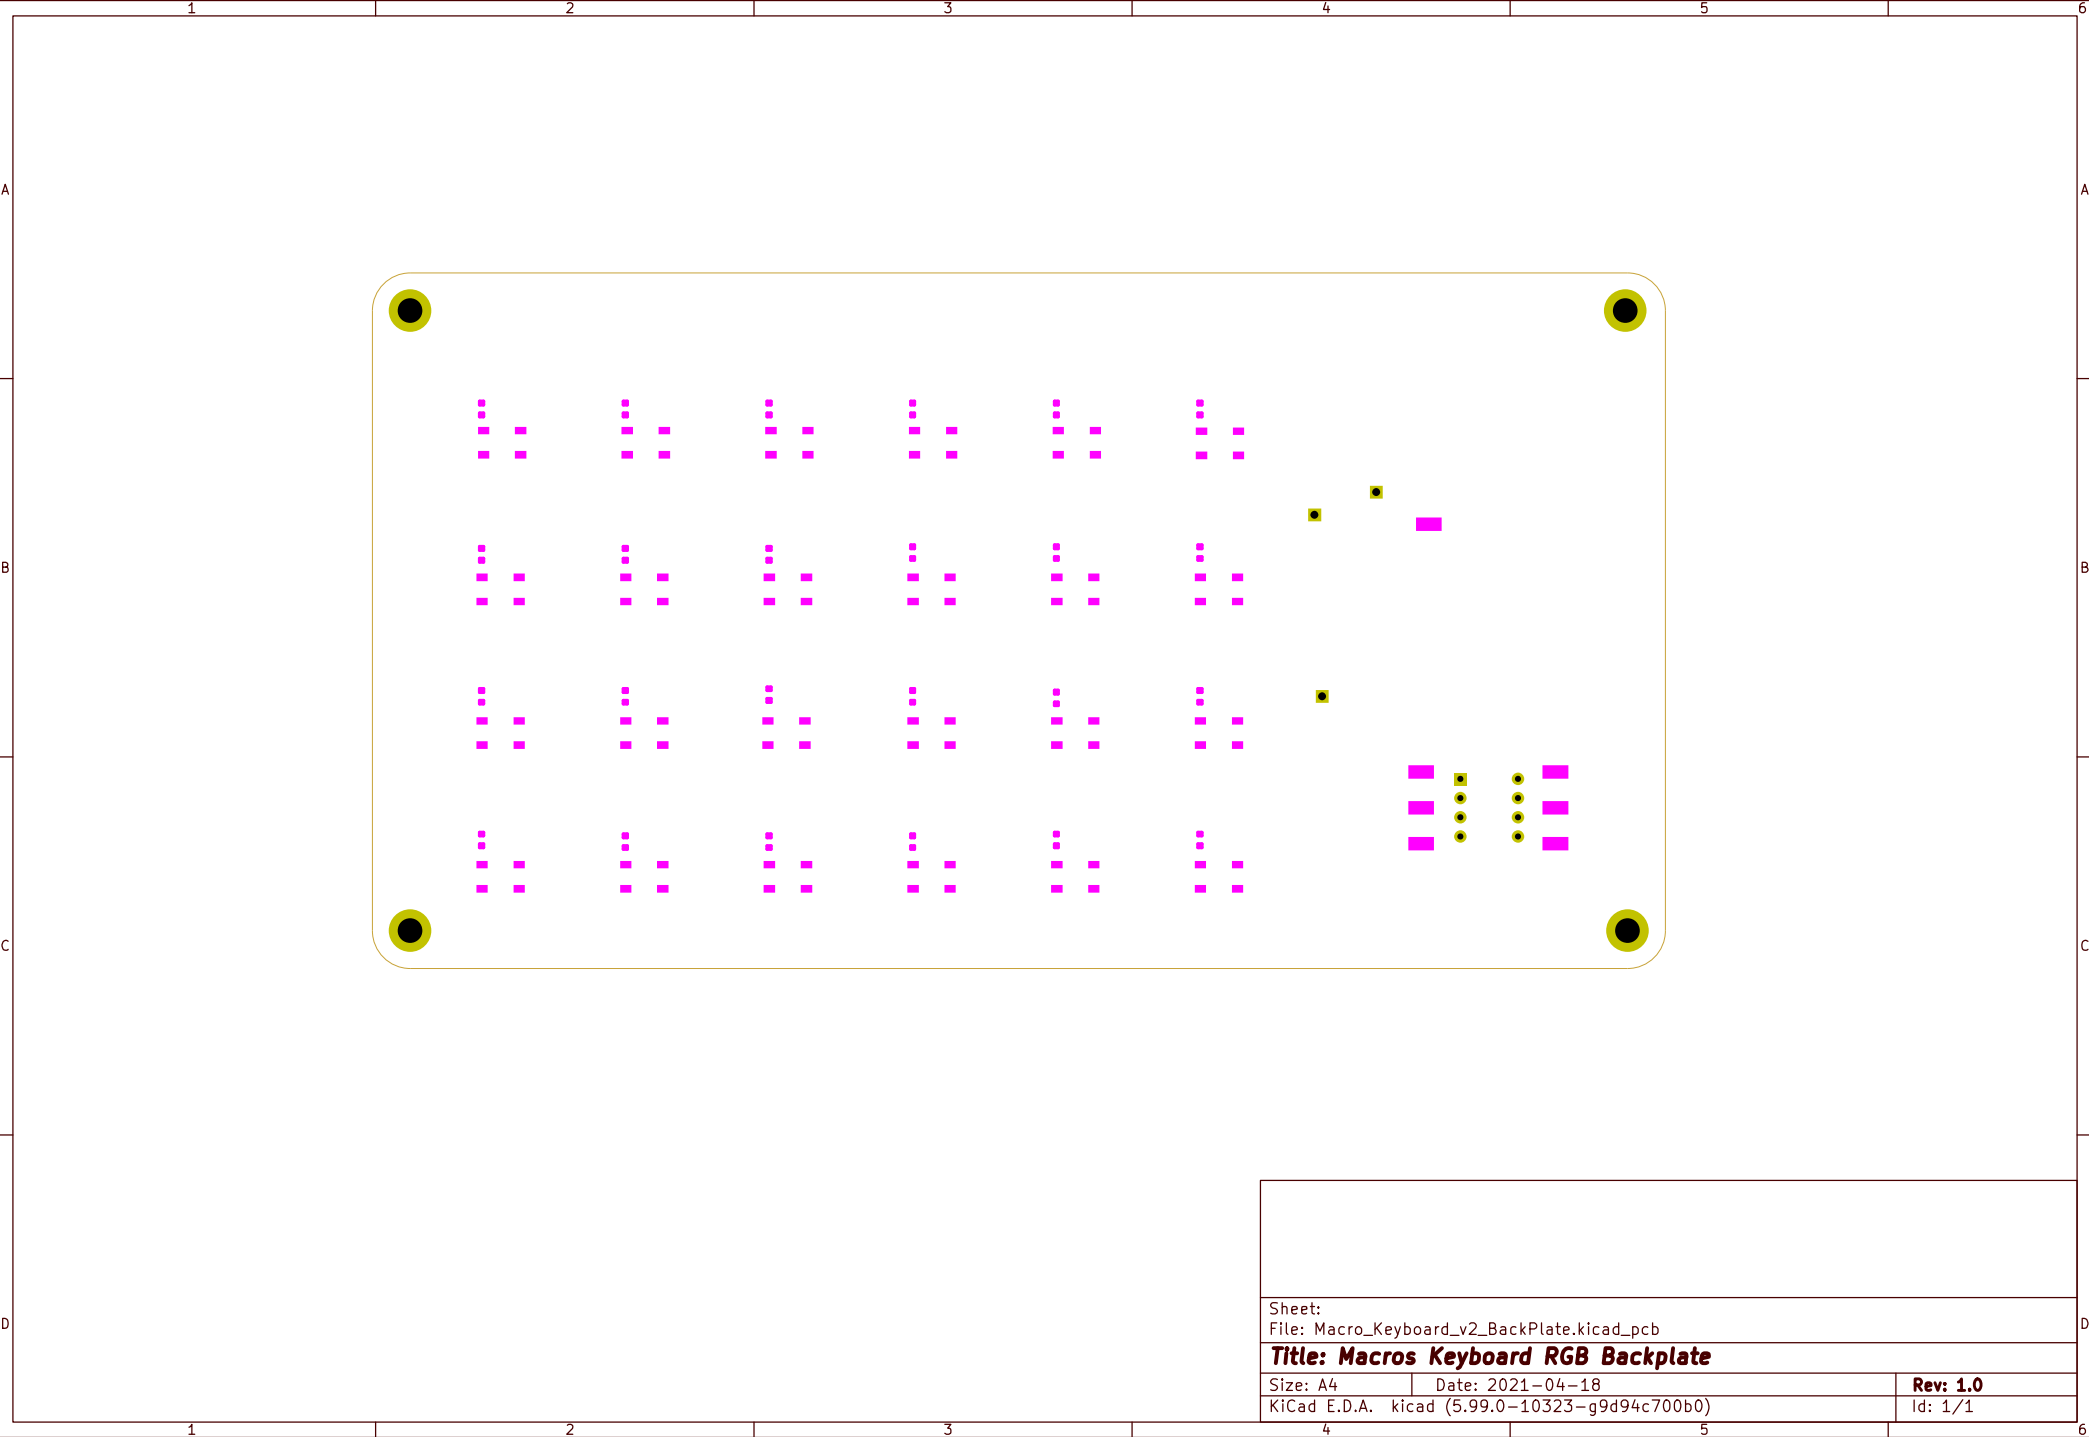 1 2 3 4 5 6
A A
B B
C C
D D
Sheet:
File: Macro_Keyboard_v2_BackPlate.kicad_pcb
Title: Macros Keyboard RGB Backplate
Size: A4 Date: 2021-04-18 Rev: 1.0
KiCad E.D.A. kicad (5.99.0-10323-g9d94c700b0) Id: 1/1
1 2 3 4 5 6